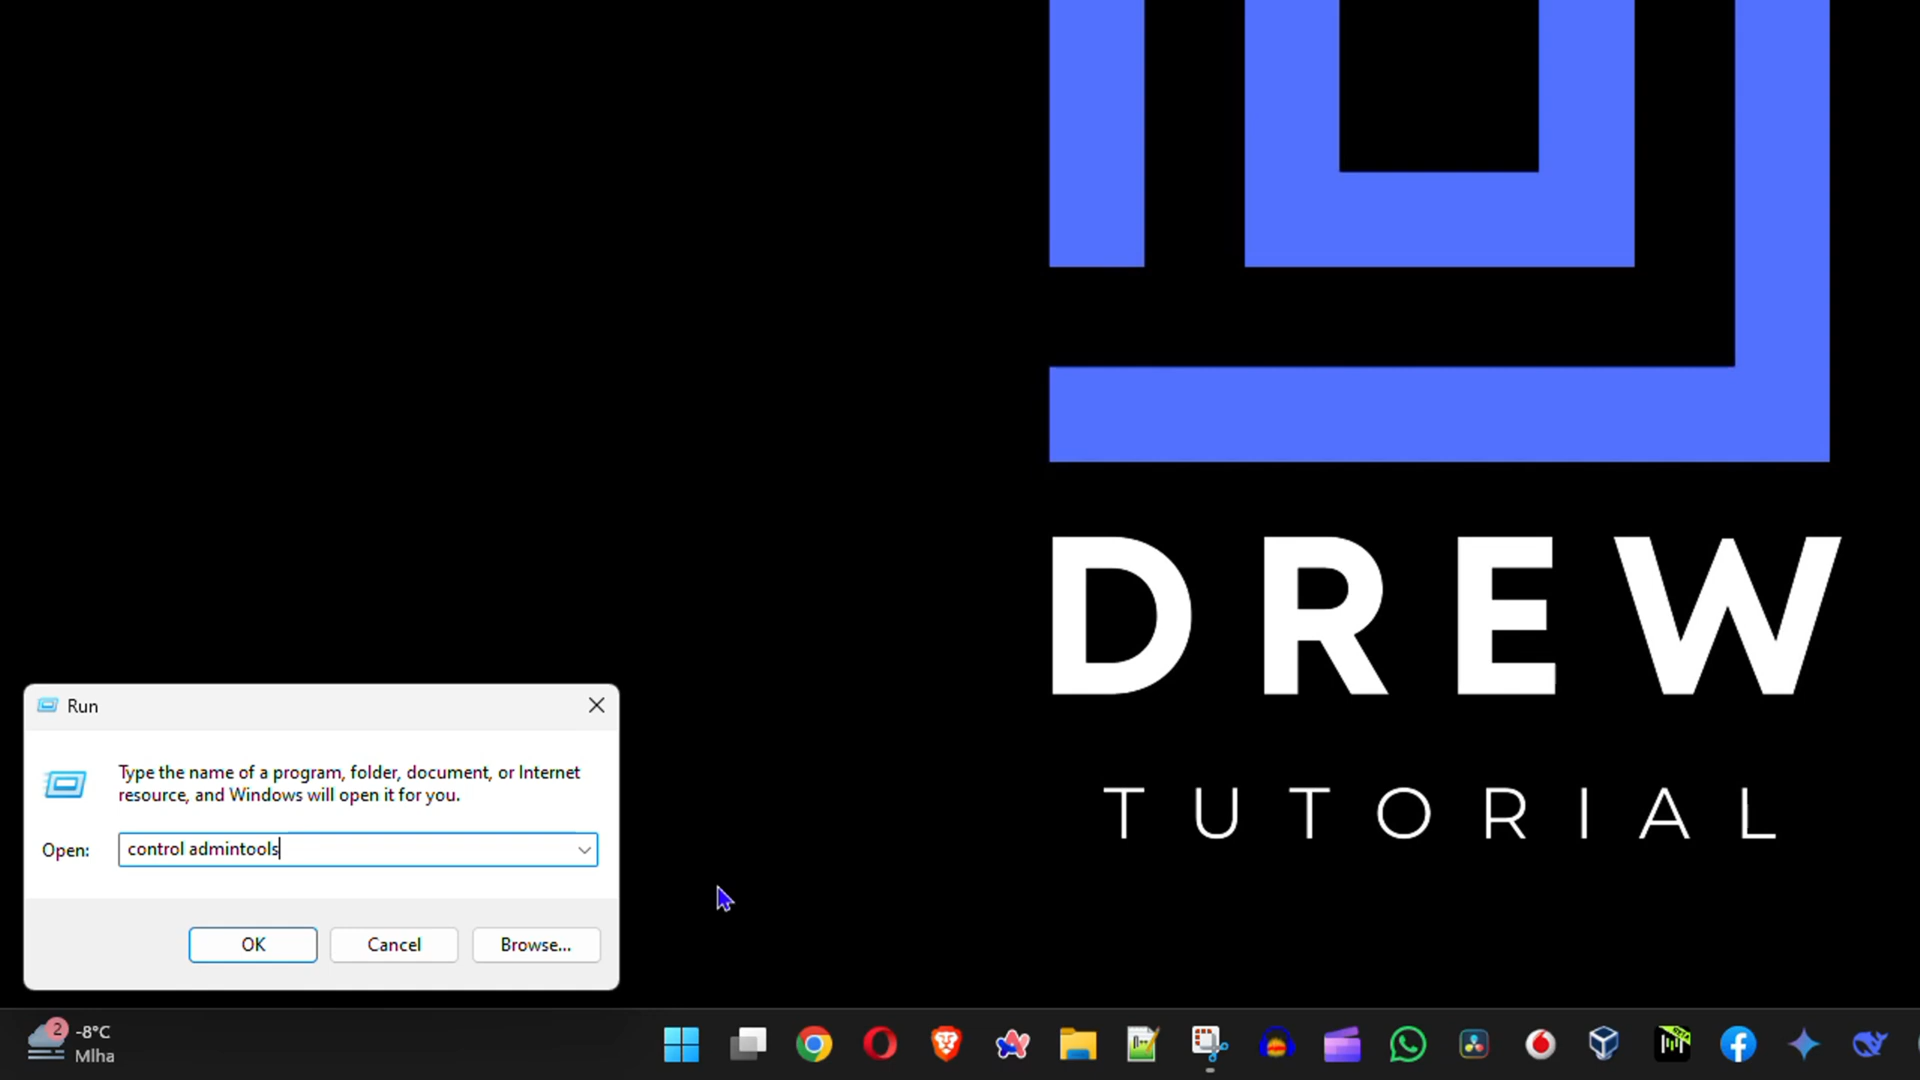 DREW
TUTORIAL
Run
Type the name of a program, folder, document, or Internet
resource, and Windows will open it for you.
Open:
control admintools
OK
Cancel
Browse...
2
-8°C
Mlha